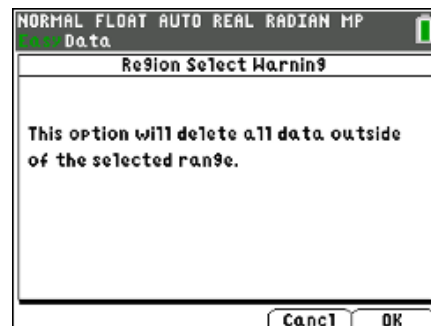 NORMAL FLOAT AUTO REAL RADIAN MP
EasyData
Region Select Warning
This option will delete all data outside
of the selected range.
Cancl OK